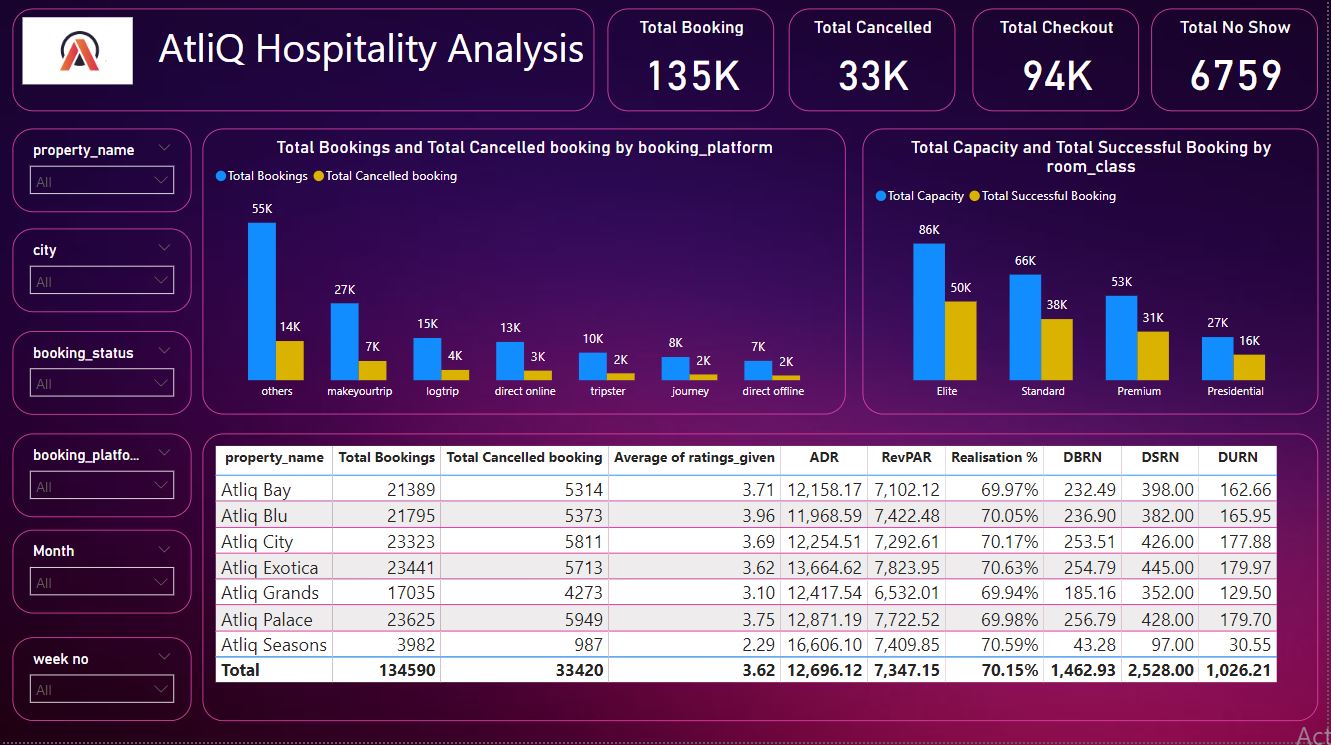 AtliQ Hospitality Analysis
Total Booking
135K
Total Cancelled
33K
Total Checkout
94K
Total No Show
6759
property_name
All
city
All
booking_status
All
booking_platfo...
All
Month
All
week no
All
Total Bookings and Total Cancelled booking by booking_platform
Total Bookings Total Cancelled booking
55K
14K
27K
7K
15K
4K
13K
3K
10K
2K
8K
2K
7K
2K
others makeyourtrip logtrip direct online tripster journey direct offline
Total Capacity and Total Successful Booking by
room_class
Total Capacity Total Successful Booking
86K
50K
66K
38K
53K
31K
27K
16K
Elite Standard Premium Presidential
property_name Total Bookings Total Cancelled booking Average of ratings_given ADR RevPAR Realisation % DBRN DSRN DURN
Atliq Bay 21389 5314 3.71 12,158.17 7,102.12 69.97% 232.49 398.00 162.66
Atliq Blu 21795 5373 3.96 11,968.59 7,422.48 70.05% 236.90 382.00 165.95
Atliq City 23323 5811 3.69 12,254.51 7,292.61 70.17% 253.51 426.00 177.88
Atliq Exotica 23441 5713 3.62 13,664.62 7,823.95 70.63% 254.79 445.00 179.97
Atliq Grands 17035 4273 3.10 12,417.54 6,532.01 69.94% 185.16 352.00 129.50
Atliq Palace 23625 5949 3.75 12,871.19 7,722.52 69.98% 256.79 428.00 179.70
Atliq Seasons 3982 987 2.29 16,606.10 7,409.85 70.59% 43.28 97.00 30.55
Total 134590 33420 3.62 12,696.12 7,347.15 70.15% 1,462.93 2,528.00 1,026.21
Act